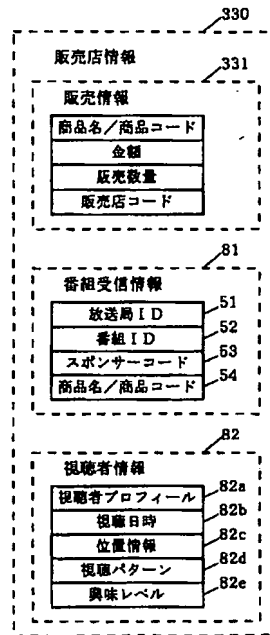 330
販売店情報
331
販売情報
商品名/商品コード
金額
販売数量
販売店コード
81
番組受信情報
放送局ID 51
番組ID 52
スポンサーコード 53
商品名/商品コード 54
82
視聴者情報
視聴者プロフィール 82a
視聴日時 82b
位置情報 82c
視聴パターン 82d
興味レベル 82e